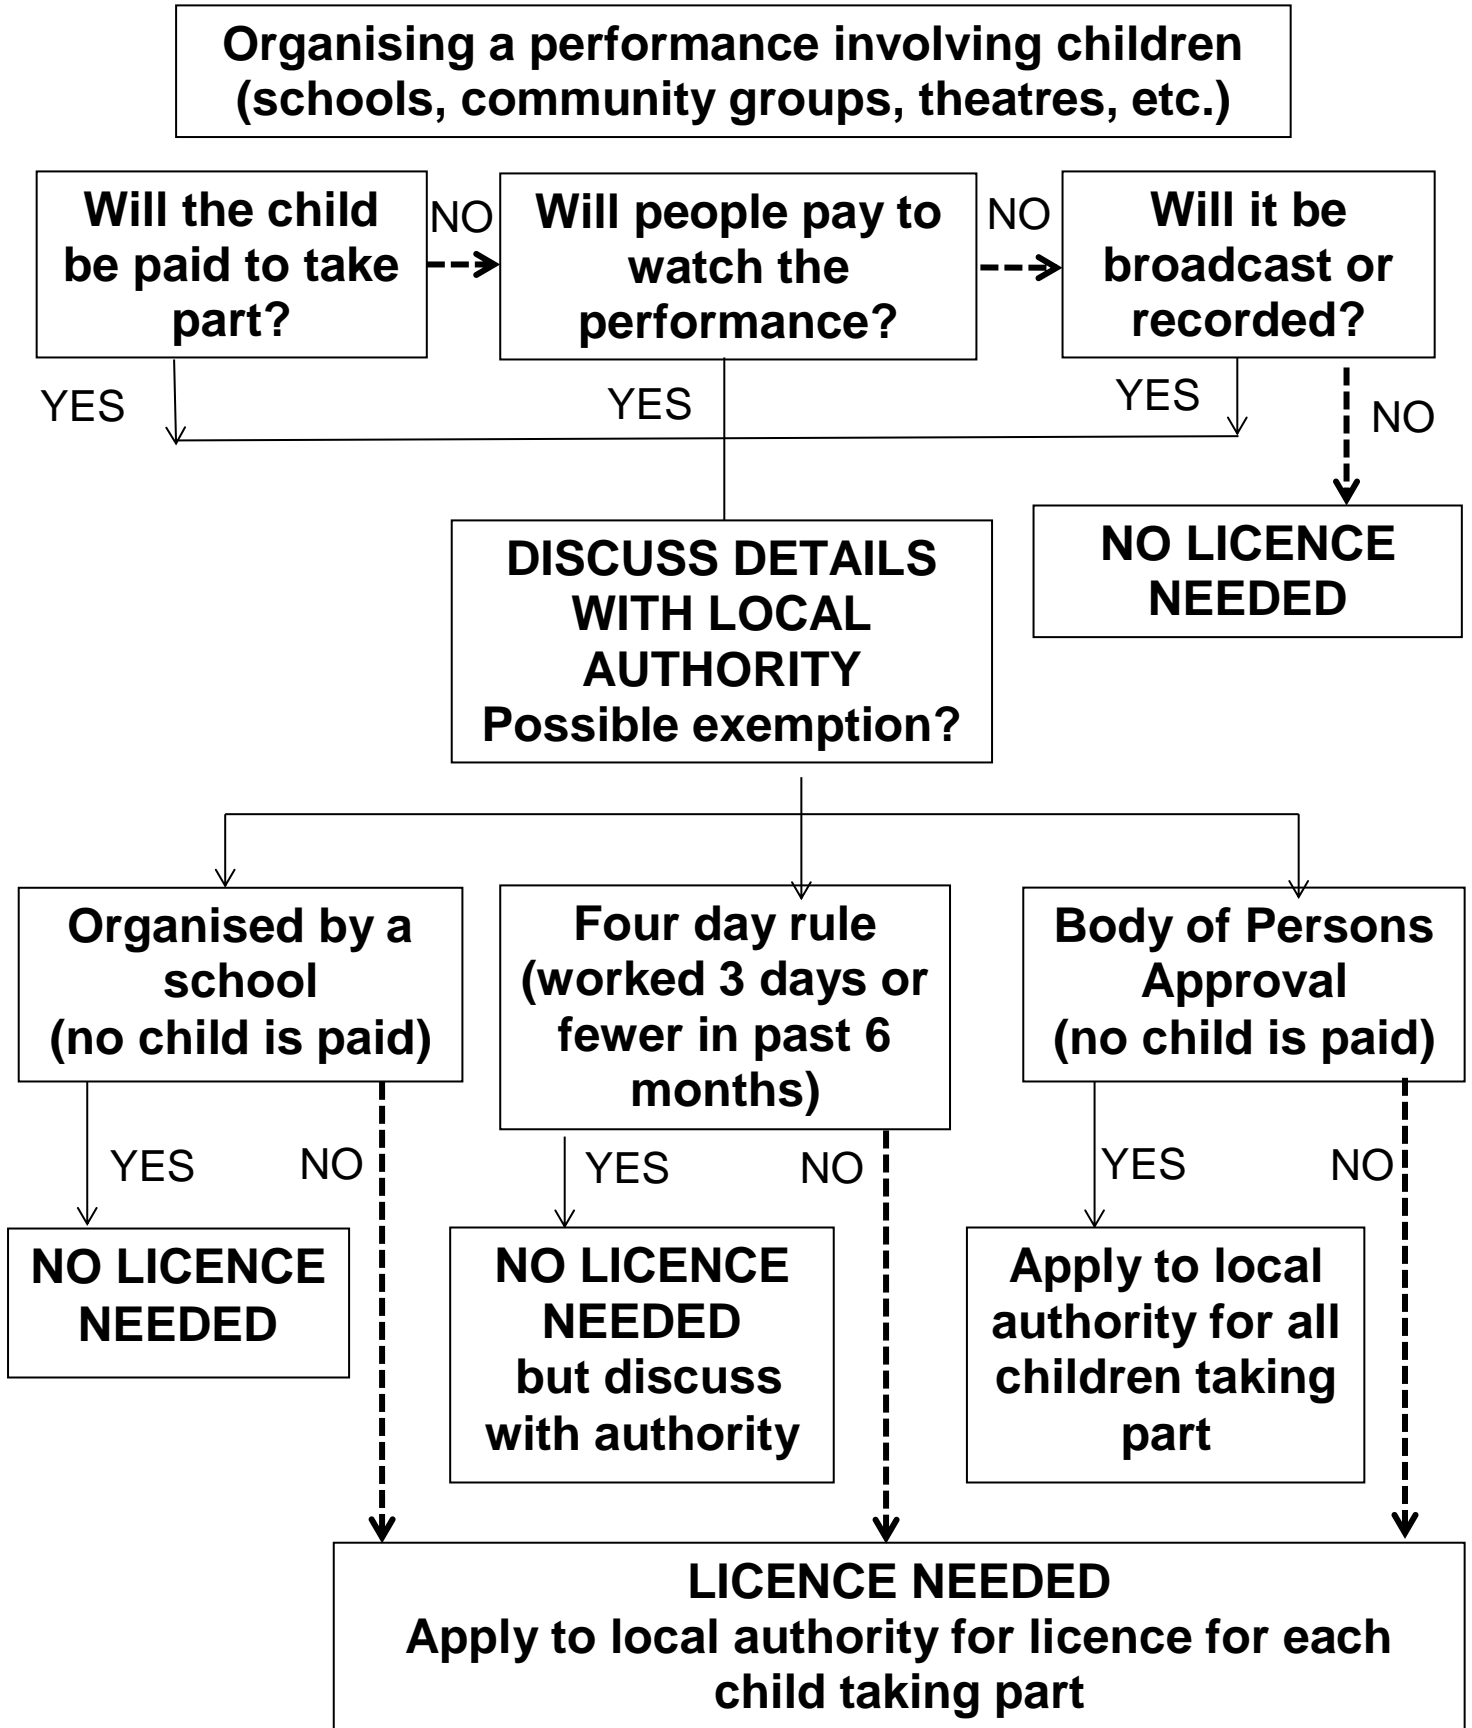 Organising a performance involving children
(schools, community groups, theatres, etc.)
Will the child
be paid to take
part?
NO
Will people pay to
watch the
performance?
NO
Will it be
broadcast or
recorded?
YES
YES
YES
NO
DISCUSS DETAILS
WITH LOCAL
AUTHORITY
Possible exemption?
NO LICENCE
NEEDED
Organised by a
school
(no child is paid)
Four day rule
(worked 3 days or
fewer in past 6
months)
Body of Persons
Approval
(no child is paid)
YES
NO
YES
NO
YES
NO
NO LICENCE
NEEDED
NO LICENCE
NEEDED
but discuss
with authority
Apply to local
authority for all
children taking
part
LICENCE NEEDED
Apply to local authority for licence for each
child taking part